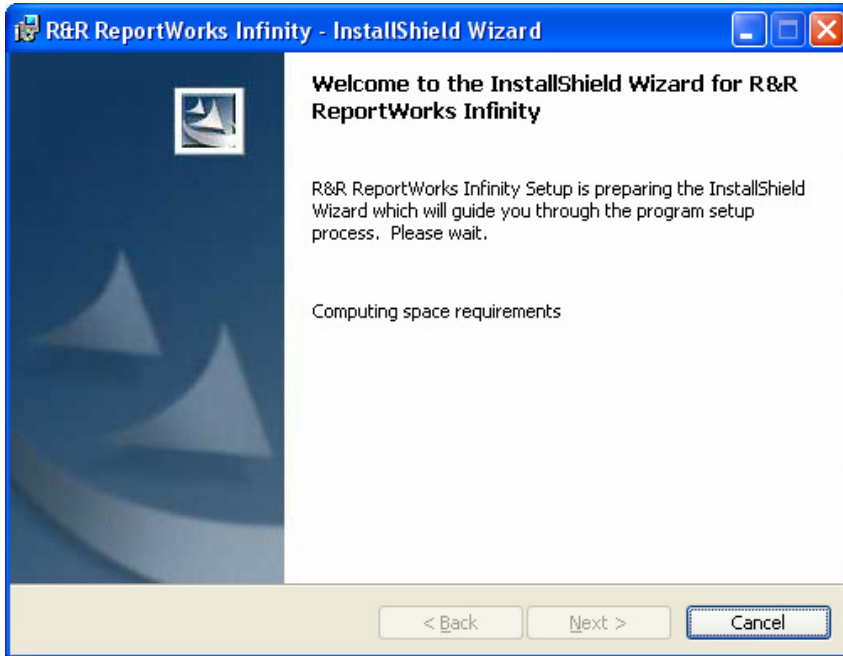 R&R ReportWorks Infinity - InstallShield Wizard
Welcome to the InstallShield Wizard for R&R
ReportWorks Infinity
R&R ReportWorks Infinity Setup is preparing the InstallShield
Wizard which will guide you through the program setup
process. Please wait.
Computing space requirements
< Back Next > Cancel